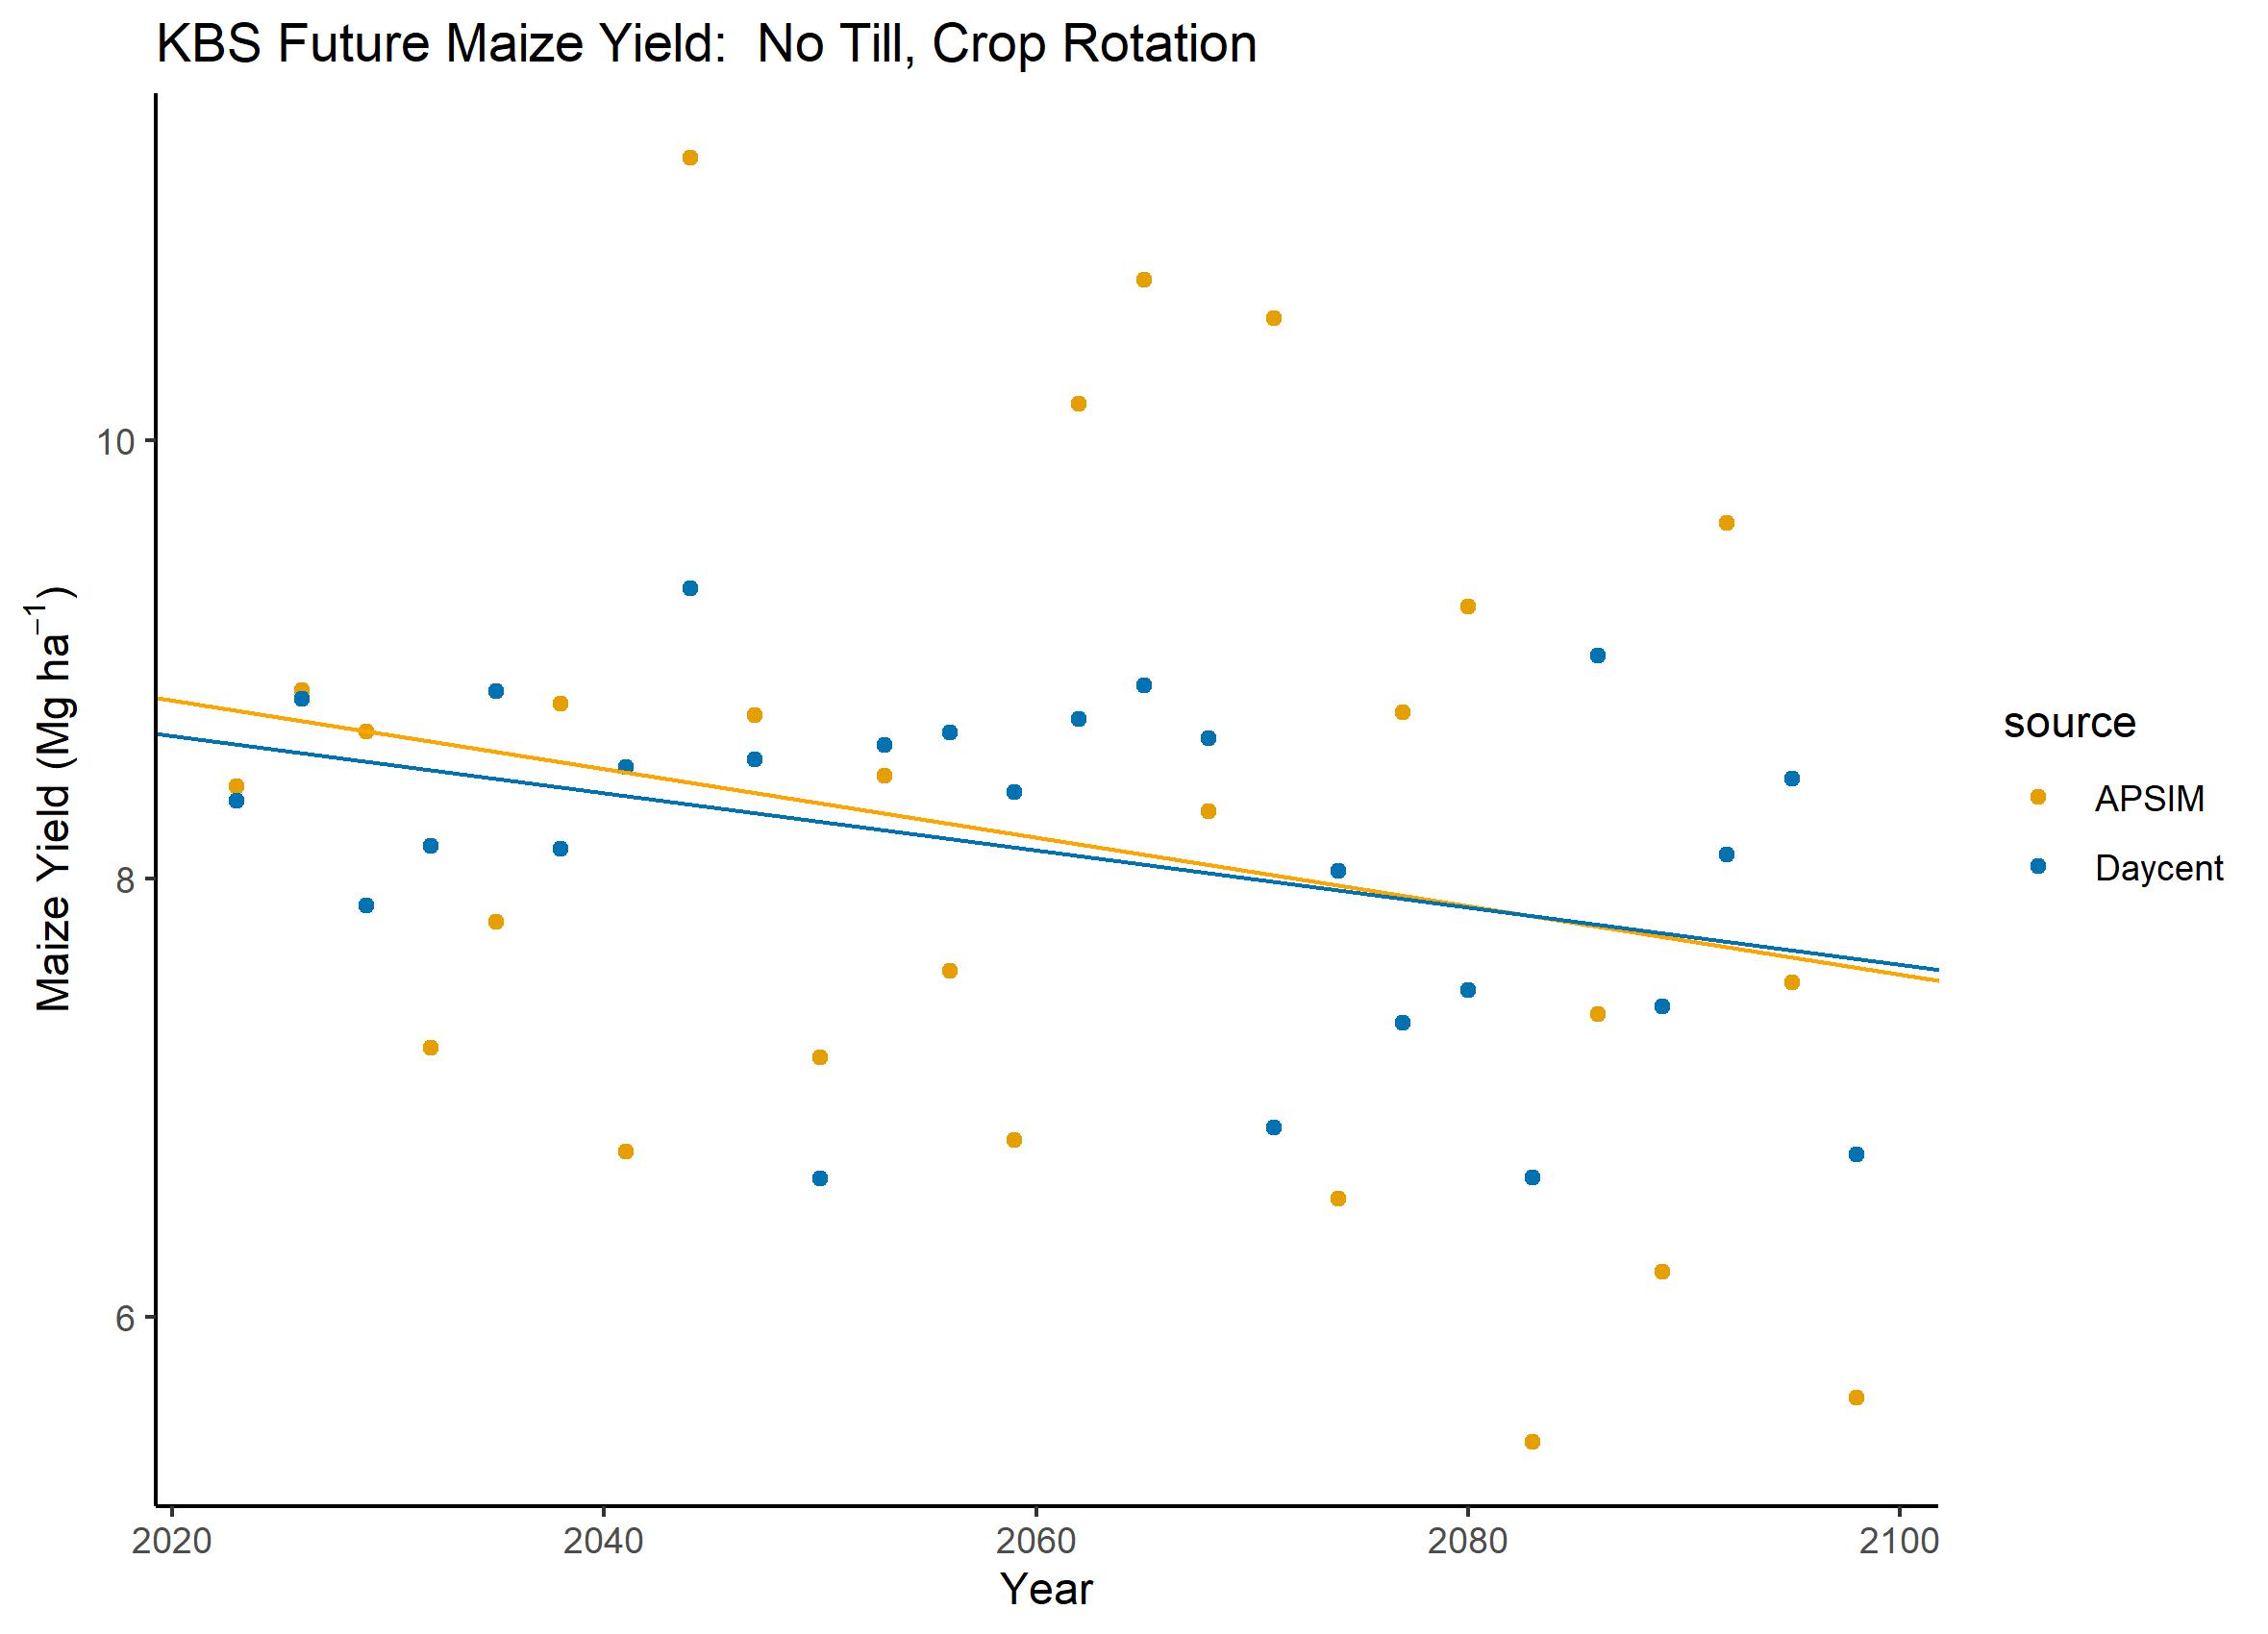 KBS Future Maize Yield:  No Till, Crop Rotation
Maize Yield (Mg ha⁻¹)
10
8
6
2020 2040 2060 2080 2100
Year
source
APSIM
Daycent